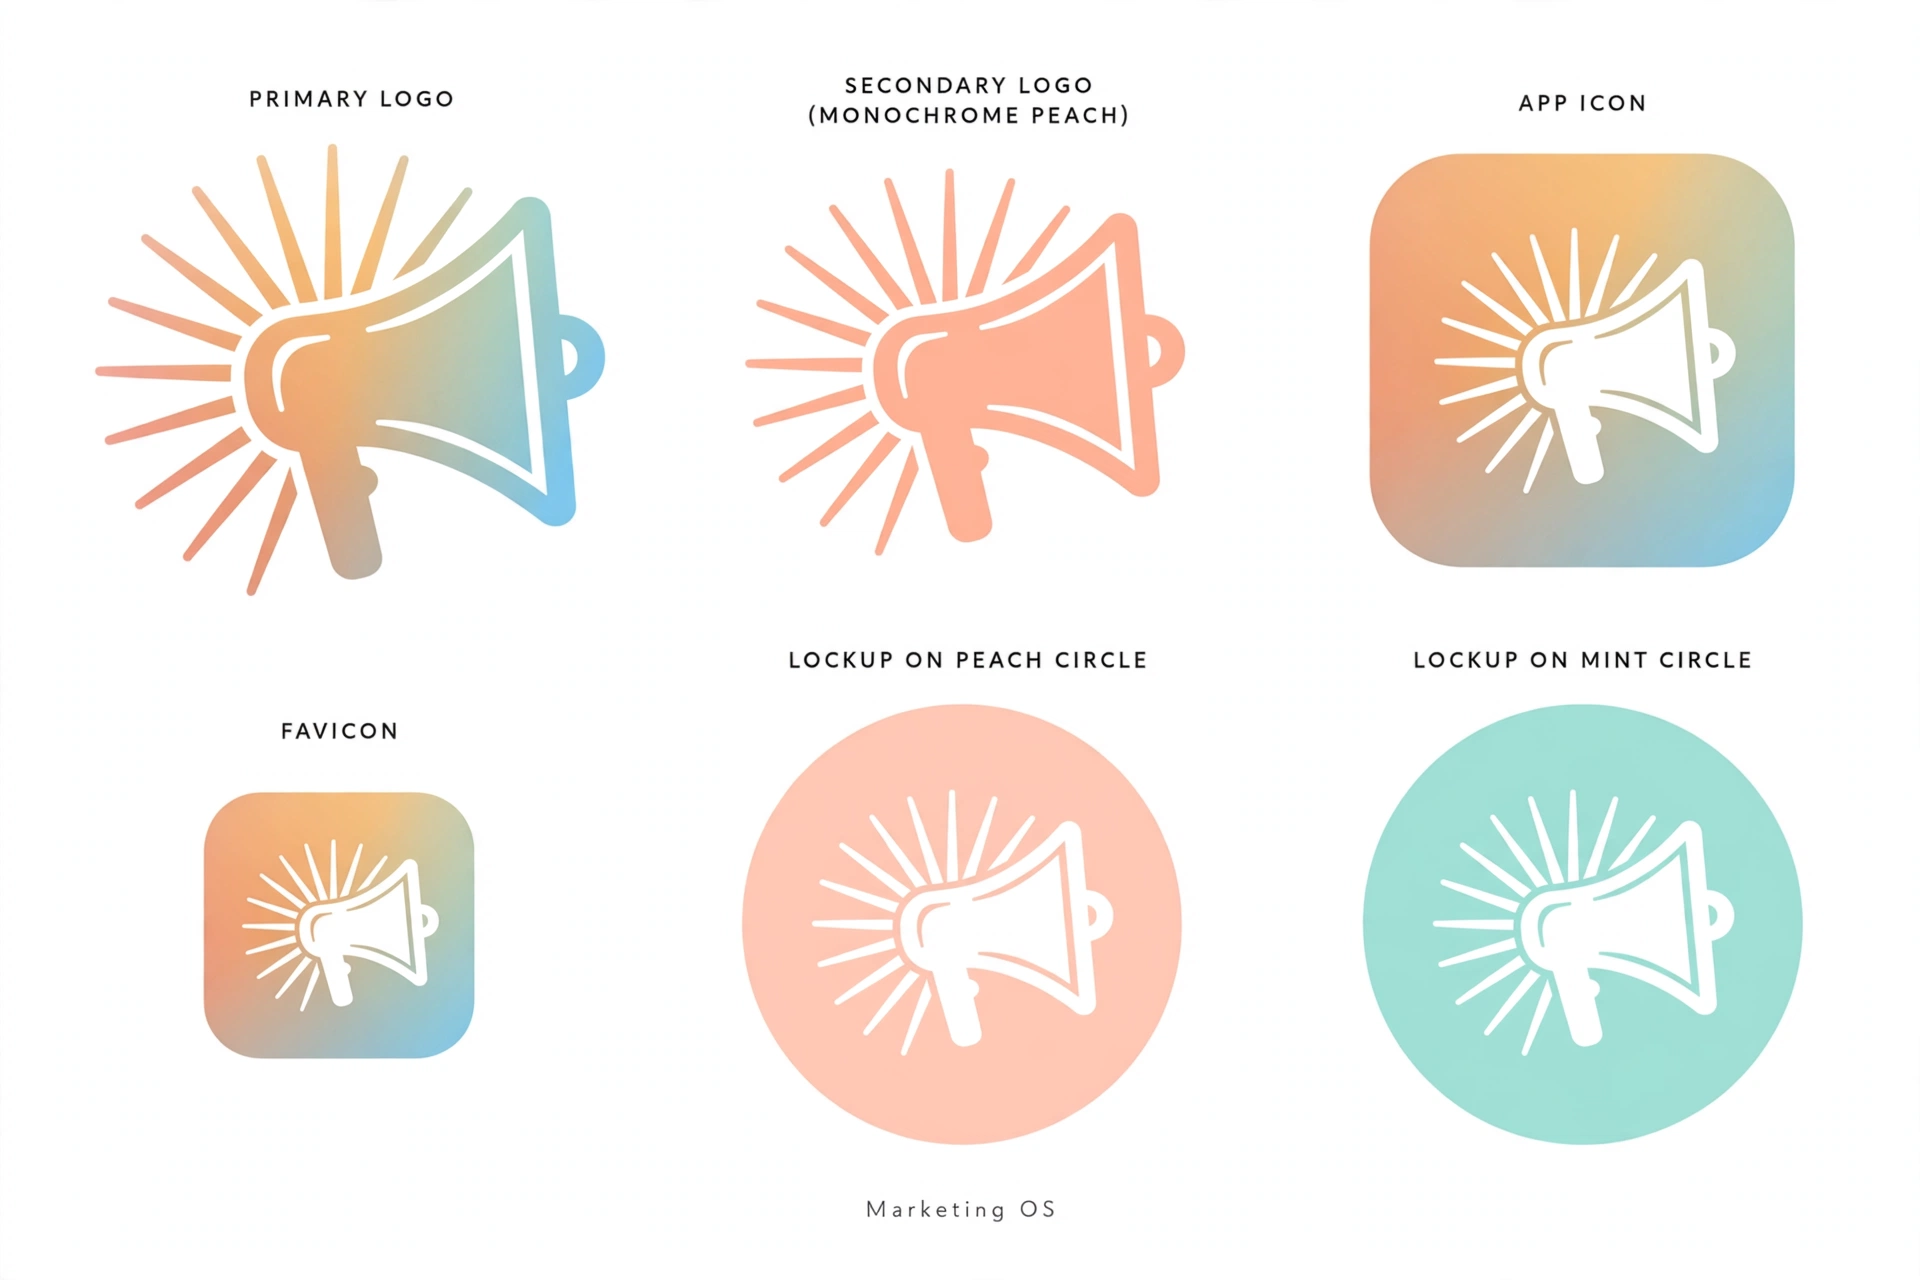 PRIMARY LOGO
SECONDARY LOGO
(MONOCHROME PEACH)
APP ICON
FAVICON
LOCKUP ON PEACH CIRCLE
LOCKUP ON MINT CIRCLE
Marketing OS